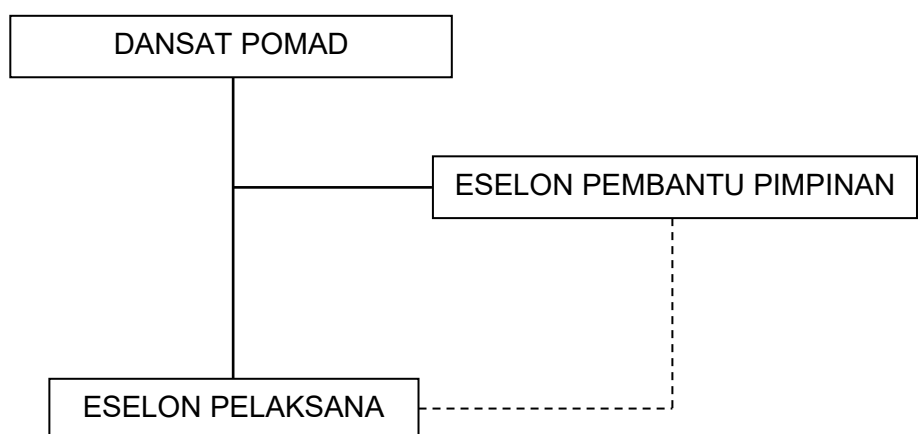 DANSAT POMAD
ESELON PEMBANTU PIMPINAN
ESELON PELAKSANA